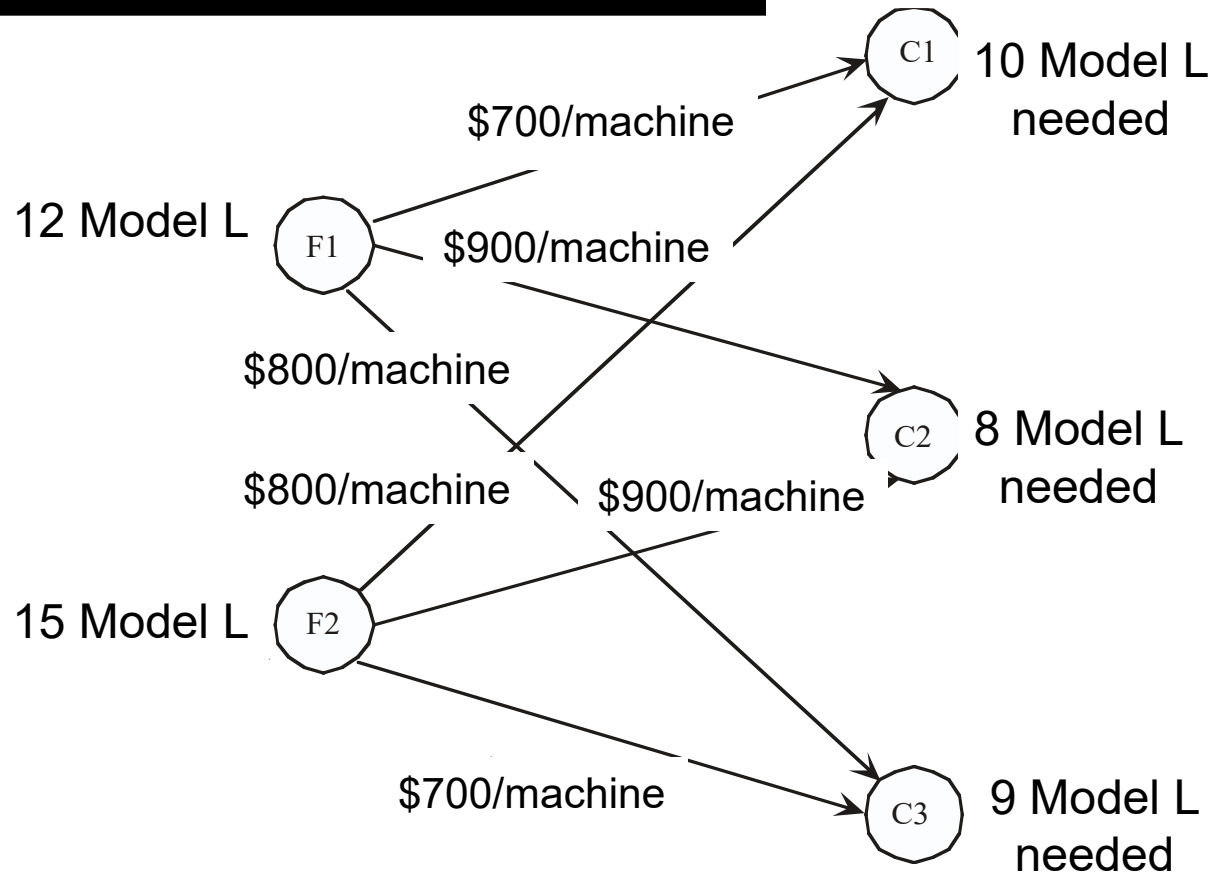 C1
10 Model L
needed
$700/machine
12 Model L
F1
$900/machine
$800/machine
C2
8 Model L
needed
$800/machine
$900/machine
15 Model L
F2
$700/machine
C3
9 Model L
needed